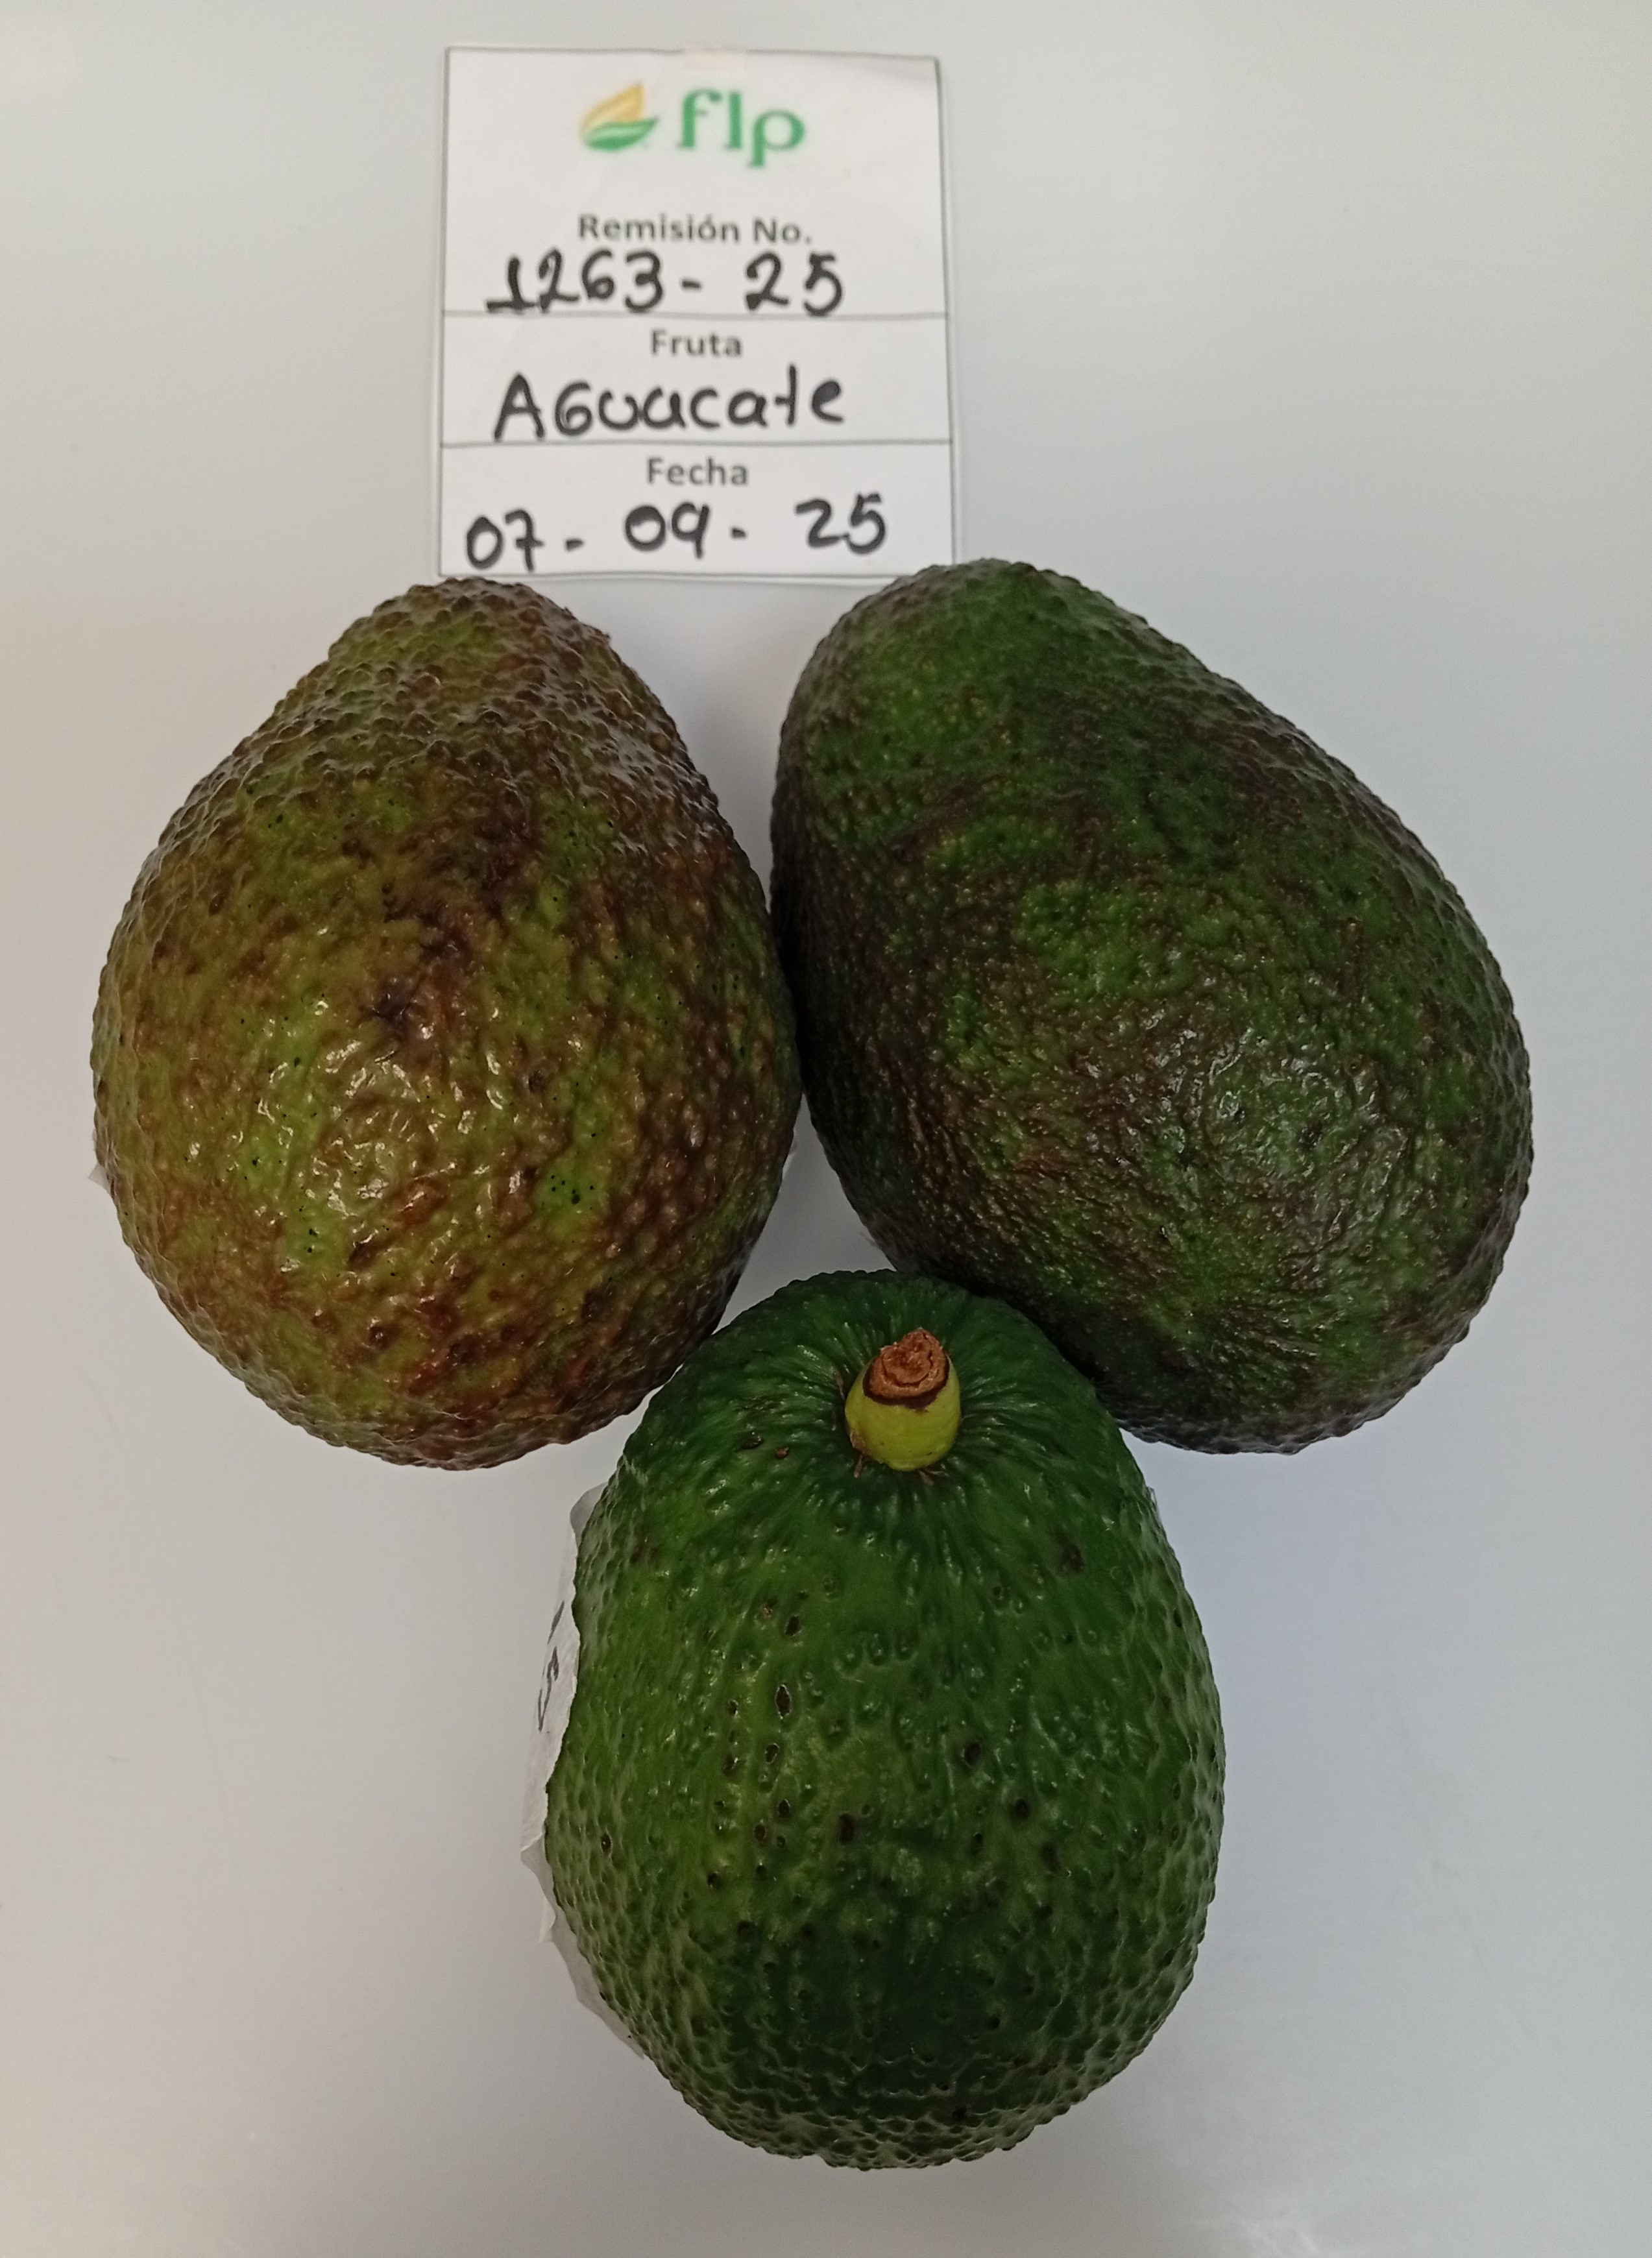 flp
Remisión No.
1263- 25
Fruta
AGuacate
Fecha
07- 09- 25